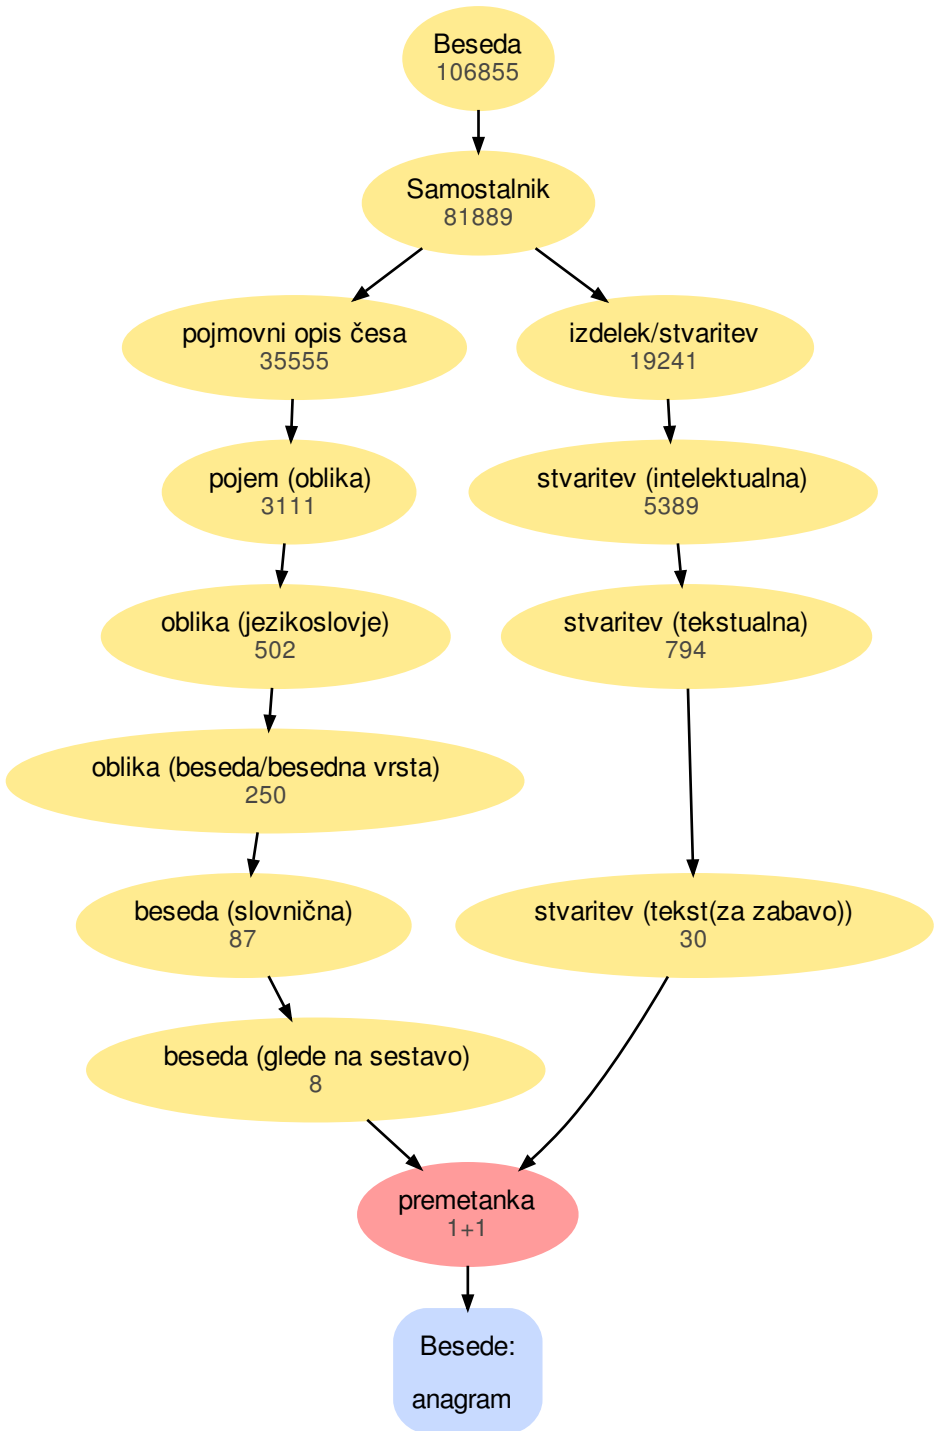 Beseda
106855
Samostalnik
81889
pojmovni opis česa
35555
izdelek/stvaritev
19241
pojem (oblika)
3111
stvaritev (intelektualna)
5389
oblika (jezikoslovje)
502
stvaritev (tekstualna)
794
oblika (beseda/besedna vrsta)
250
beseda (slovnična)
87
stvaritev (tekst(za zabavo))
30
beseda (glede na sestavo)
8
premetanka
1+1
Besede:
anagram